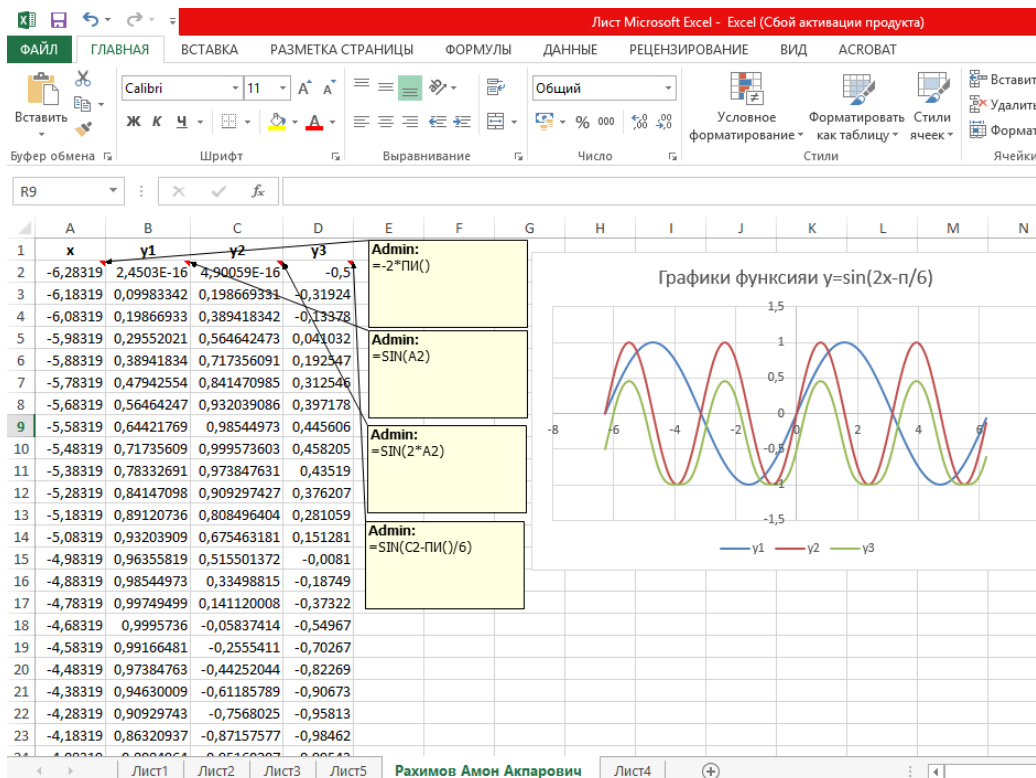 Лист Microsoft Excel - Excel (Сбой активации продукта)
ФАЙЛ ГЛАВНАЯ ВСТАВКА РАЗМЕТКА СТРАНИЦЫ ФОРМУЛЫ ДАННЫЕ РЕЦЕНЗИРОВАНИЕ ВИД ACROBAT
Вставить
Calibri 11
Ж К Ч
Общий
% 000
Условное форматирование
Форматировать как таблицу
Стили ячеек
Вставит
Удалить
Формат
Буфер обмена Шрифт Выравнивание Число Стили Ячейки
R9 fx
A B C D E F G H I J K L M N
1 x y1 y2 y3
2 -6,28319 2,4503E-16 4,90059E-16 -0,5
3 -6,18319 0,09983342 0,198669331 -0,31924
4 -6,08319 0,19866933 0,389418342 -0,13378
5 -5,98319 0,29552021 0,564642473 0,041032
6 -5,88319 0,38941834 0,717356091 0,192547
7 -5,78319 0,47942554 0,841470985 0,312546
8 -5,68319 0,56464247 0,932039086 0,397178
9 -5,58319 0,64421769 0,98544973 0,445606
10 -5,48319 0,71735609 0,999573603 0,458205
11 -5,38319 0,78332691 0,973847631 0,43519
12 -5,28319 0,84147098 0,909297427 0,376207
13 -5,18319 0,89120736 0,808496404 0,281059
14 -5,08319 0,93203909 0,675463181 0,151281
15 -4,98319 0,96355819 0,515501372 -0,0081
16 -4,88319 0,98544973 0,33498815 -0,18749
17 -4,78319 0,99749499 0,141120008 -0,37322
18 -4,68319 0,9995736 -0,05837414 -0,54967
19 -4,58319 0,99166481 -0,2555411 -0,70267
20 -4,48319 0,97384763 -0,44252044 -0,82269
21 -4,38319 0,94630009 -0,61185789 -0,90673
22 -4,28319 0,90929743 -0,7568025 -0,95813
23 -4,18319 0,86320937 -0,87157577 -0,98462
Admin:
=-2*ПИ()
Admin:
=SIN(A2)
Admin:
=SIN(2*A2)
Admin:
=SIN(C2-ПИ()/6)
Графики функсияи y=sin(2x-п/6)
1,5
1
0,5
0
-8 -6 -4 -2 0 2 4 6
-0,5
-1
-1,5
y1 y2 y3
Лист1 Лист2 Лист3 Лист5 Рахимов Амон Акпарович Лист4